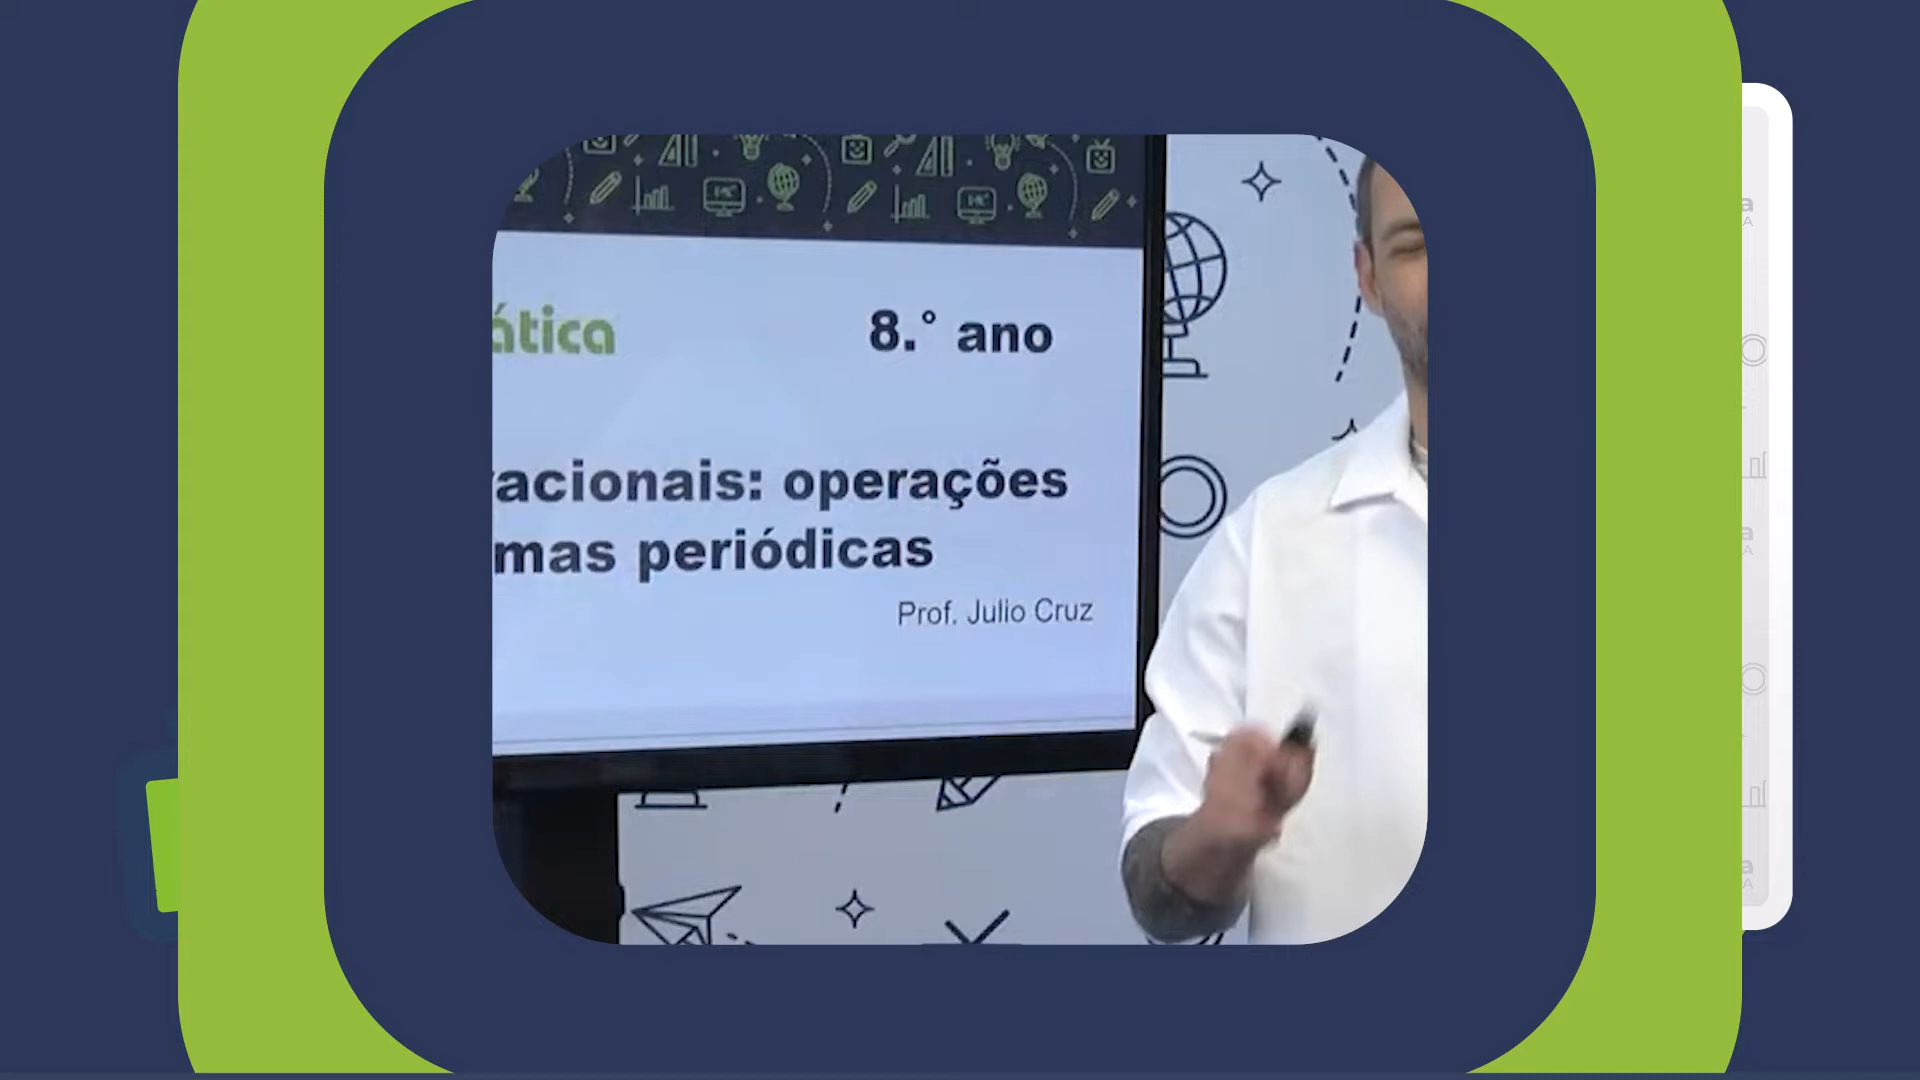 ática
8.° ano
racionais: operações
mas periódicas
Prof. Julio Cruz